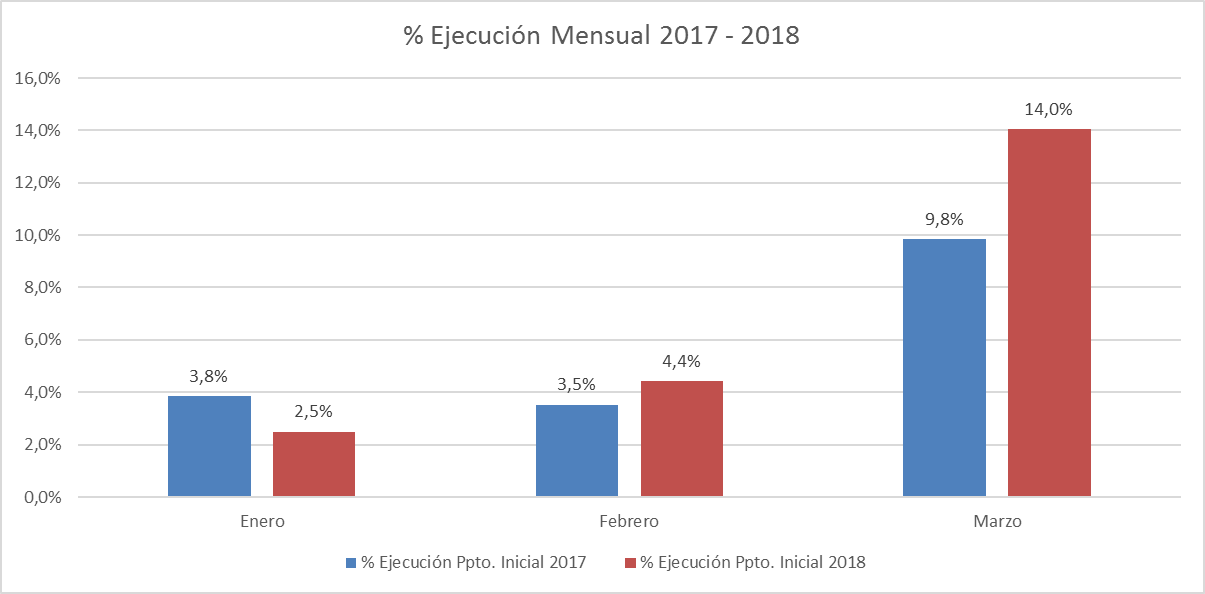 % Ejecución Mensual 2017 - 2018
16,0%
14,0%
12,0%
10,0%
8,0%
6,0%
4,0%
2,0%
0,0%
3,8%
2,5%
3,5%
4,4%
9,8%
14,0%
Enero
Febrero
Marzo
% Ejecución Ppto. Inicial 2017
% Ejecución Ppto. Inicial 2018